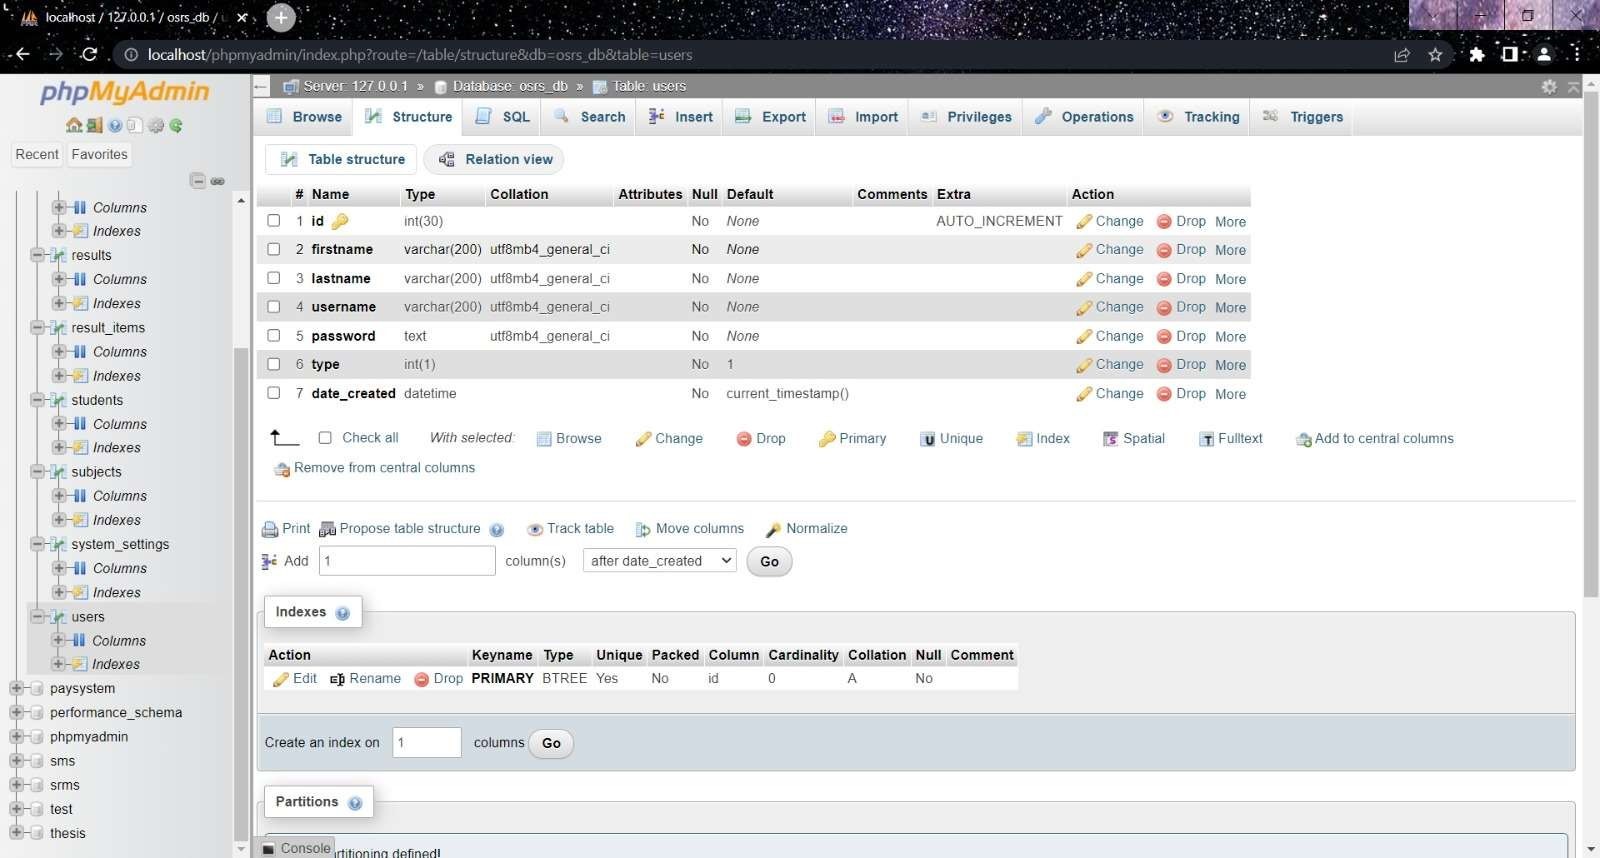 localhost / 127.0.0.1 / osrs_db /
localhost/phpmyadmin/index.php?route=/table/structure&db=osrs_db&table=users
phpMyAdmin
Recent Favorites
Columns
Indexes
results
Columns
Indexes
result_items
Columns
Indexes
students
Columns
Indexes
subjects
Columns
Indexes
system_settings
Columns
Indexes
users
Columns
Indexes
paysystem
performance_schema
phpmyadmin
sms
srms
test
thesis
Server: 127.0.0.1 » Database: osrs_db » Table: users
Browse Structure SQL Search Insert Export Import Privileges Operations Tracking Triggers
Table structure Relation view
# Name Type Collation Attributes Null Default Comments Extra Action
1 id int(30) No None AUTO_INCREMENT Change Drop More
2 firstname varchar(200) utf8mb4_general_ci No None Change Drop More
3 lastname varchar(200) utf8mb4_general_ci No None Change Drop More
4 username varchar(200) utf8mb4_general_ci No None Change Drop More
5 password text utf8mb4_general_ci No None Change Drop More
6 type int(1) No 1 Change Drop More
7 date_created datetime No current_timestamp() Change Drop More
Check all With selected: Browse Change Drop Primary Unique Index Spatial Fulltext Add to central columns
Remove from central columns
Print Propose table structure Track table Move columns Normalize
Add 1 column(s) after date_created Go
Indexes
Action Keyname Type Unique Packed Column Cardinality Collation Null Comment
Edit Rename Drop PRIMARY BTREE Yes No id 0 A No
Create an index on 1 columns Go
Partitions
Console
rtitioning defined!